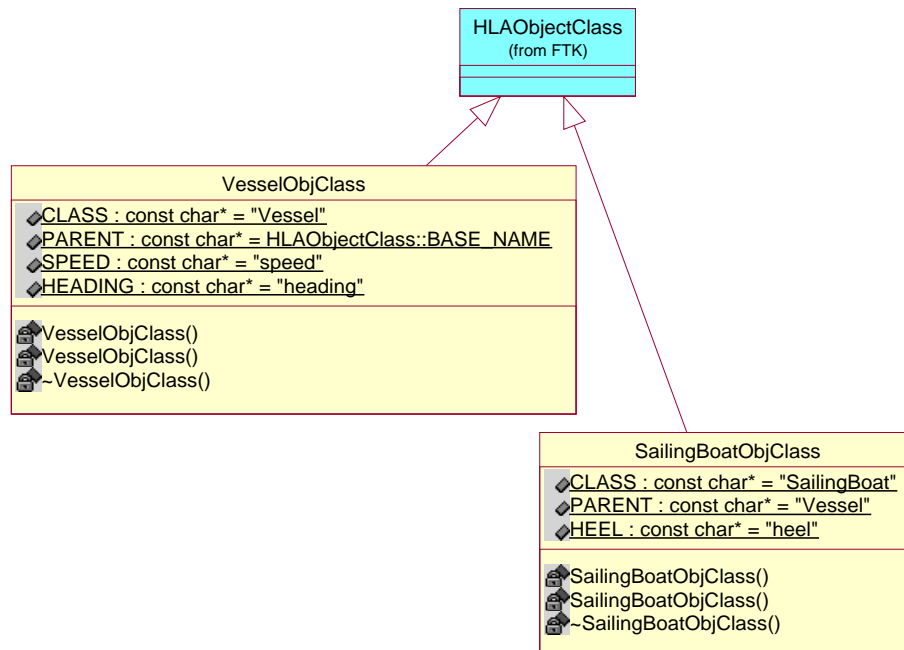 HLAObjectClass
(from FTK)
VesselObjClass
CLASS : const char* = "Vessel"
PARENT : const char* = HLAObjectClass::BASE_NAME
SPEED : const char* = "speed"
HEADING : const char* = "heading"
VesselObjClass()
VesselObjClass()
~VesselObjClass()
SailingBoatObjClass
CLASS : const char* = "SailingBoat"
PARENT : const char* = "Vessel"
HEEL : const char* = "heel"
SailingBoatObjClass()
SailingBoatObjClass()
~SailingBoatObjClass()